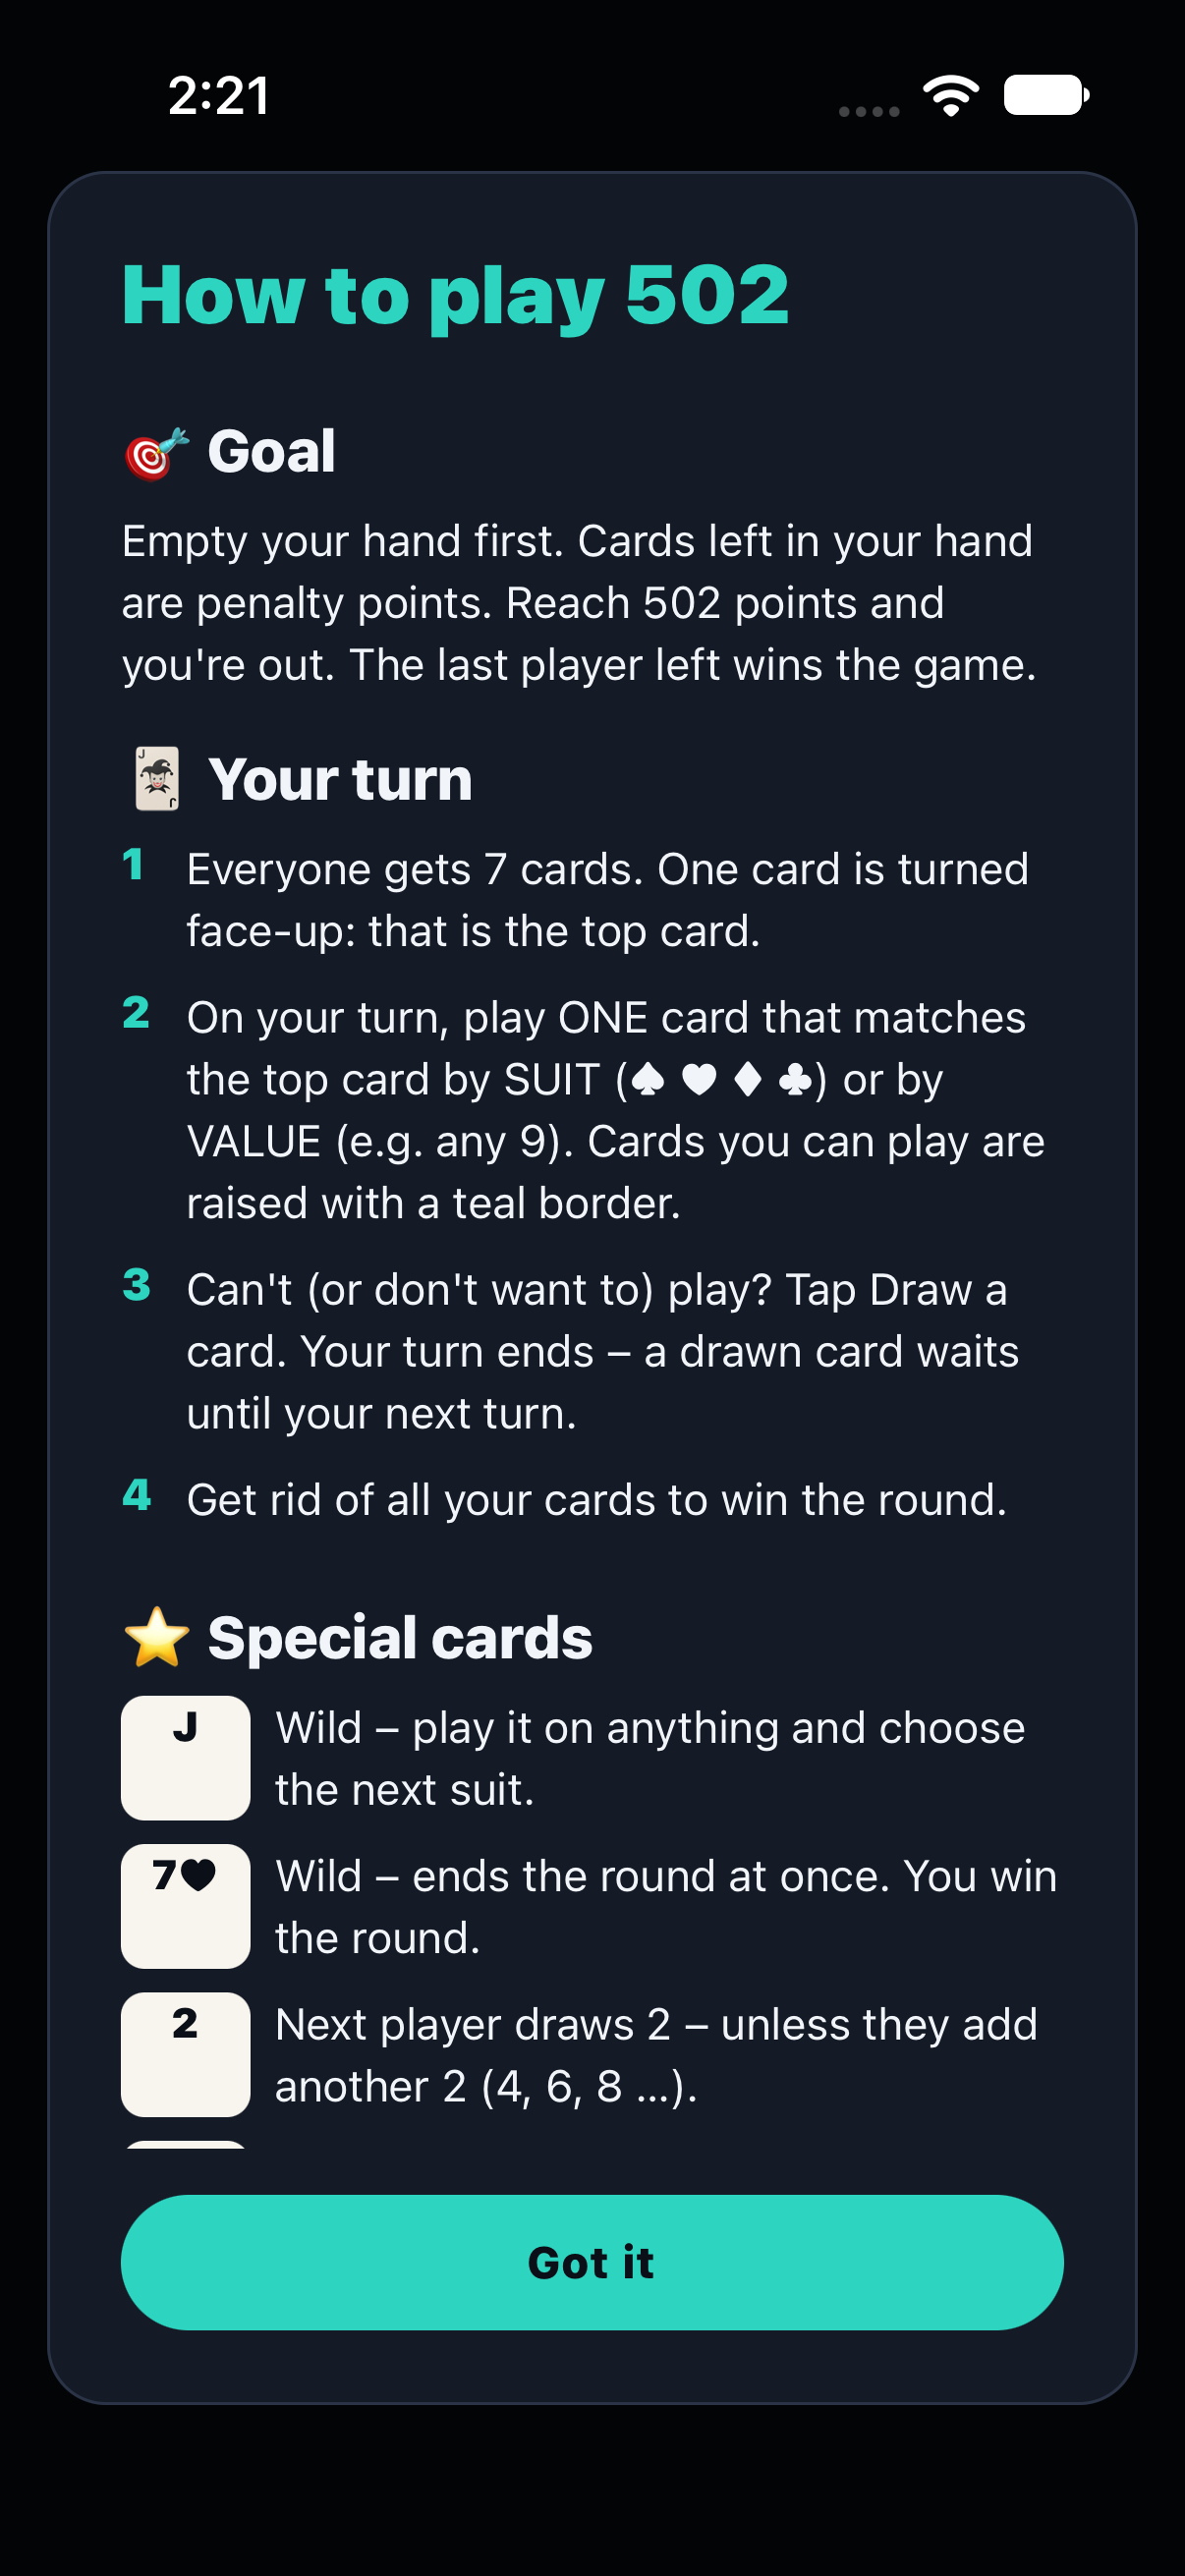 2:21
How to play 502
🎯 Goal
Empty your hand first. Cards left in your hand
are penalty points. Reach 502 points and
you're out. The last player left wins the game.
🃏 Your turn
1 Everyone gets 7 cards. One card is turned
face-up: that is the top card.
2 On your turn, play ONE card that matches
the top card by SUIT (♠ ♥ ♦ ♣) or by
VALUE (e.g. any 9). Cards you can play are
raised with a teal border.
3 Can't (or don't want to) play? Tap Draw a
card. Your turn ends – a drawn card waits
until your next turn.
4 Get rid of all your cards to win the round.
⭐ Special cards
J Wild – play it on anything and choose
the next suit.
7♥ Wild – ends the round at once. You win
the round.
2 Next player draws 2 – unless they add
another 2 (4, 6, 8 ...).
Got it